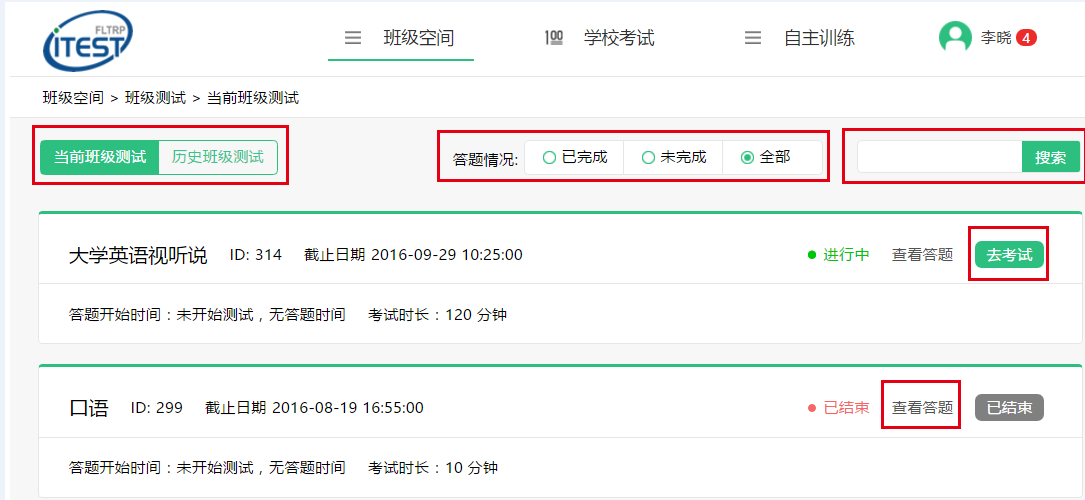 FLTRP
iTEST
班级空间
学校考试
自主训练
李晓 4
班级空间 > 班级测试 > 当前班级测试
当前班级测试 历史班级测试 答题情况: 已完成 未完成 全部 搜索
大学英语视听说 ID: 314 截止日期 2016-09-29 10:25:00 进行中 查看答题 去考试
答题开始时间：未开始测试，无答题时间 考试时长：120 分钟
口语 ID: 299 截止日期 2016-08-19 16:55:00 已结束 查看答题 已结束
答题开始时间：未开始测试，无答题时间 考试时长：10 分钟